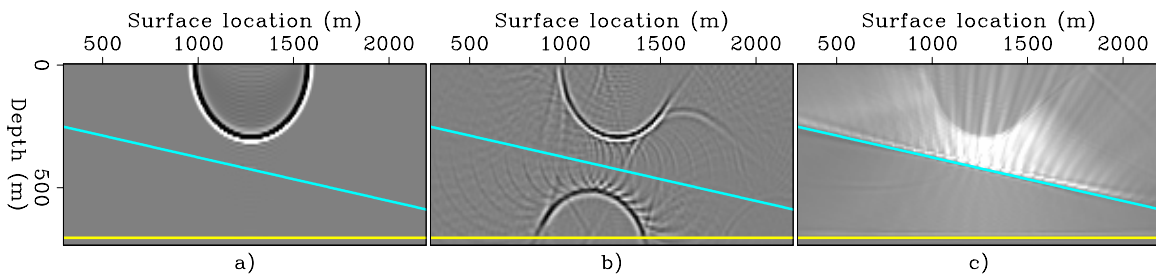 Surface location (m) Surface location (m) Surface location (m)
500 1000 1500 2000 500 1000 1500 2000 500 1000 1500 2000
0
500
Depth (m)
a) b) c)